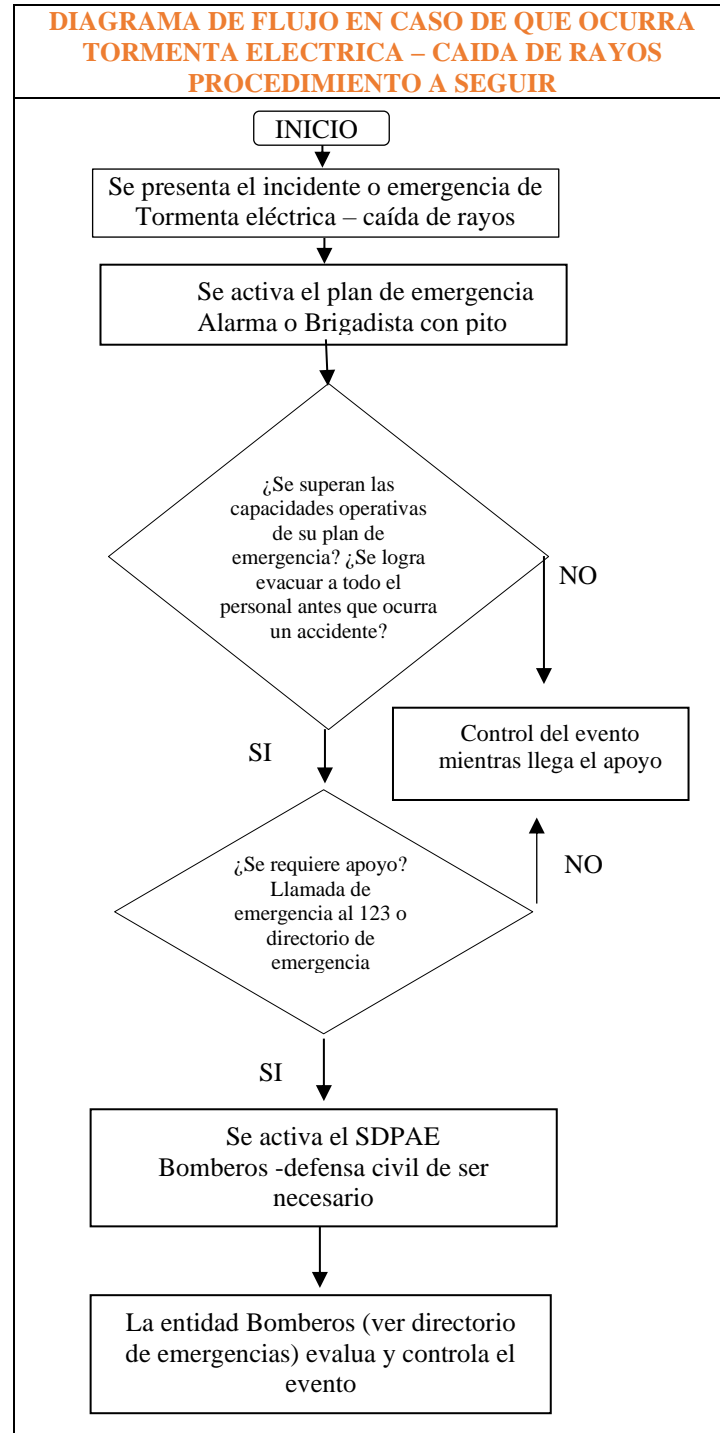 DIAGRAMA DE FLUJO EN CASO DE QUE OCURRA
TORMENTA ELECTRICA – CAIDA DE RAYOS
PROCEDIMIENTO A SEGUIR
INICIO
Se presenta el incidente o emergencia de
Tormenta eléctrica – caída de rayos
Se activa el plan de emergencia
Alarma o Brigadista con pito
¿Se superan las
capacidades operativas
de su plan de
emergencia? ¿Se logra
evacuar a todo el
personal antes que ocurra
un accidente?
NO
Control del evento
mientras llega el apoyo
SI
¿Se requiere apoyo?
Llamada de
emergencia al 123 o
directorio de
emergencia
NO
SI
Se activa el SDPAE
Bomberos -defensa civil de ser
necesario
La entidad Bomberos (ver directorio
de emergencias) evalua y controla el
evento